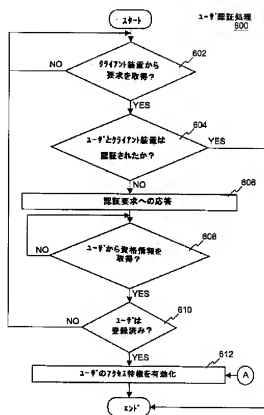 スタート
ユーザ認証処理
600
602
クライアント装置から
要求を取得?
NO
YES
604
ユーザとクライアント装置は
認証されたか?
YES
NO
606
認証要求への応答
608
ユーザから資格情報を
取得?
NO
YES
610
ユーザは
登録済み?
NO
YES
612
ユーザのアクセス特権を有効化
A
エンド